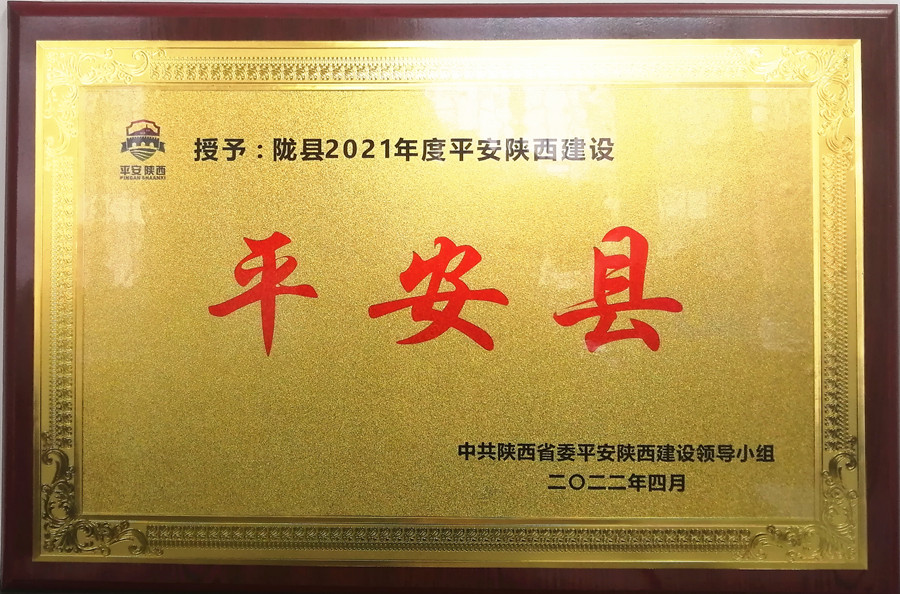 平安陕西
PINGAN SHAANXI
授予：陇县2021年度平安陕西建设
平安县
中共陕西省委平安陕西建设领导小组
二〇二二年四月